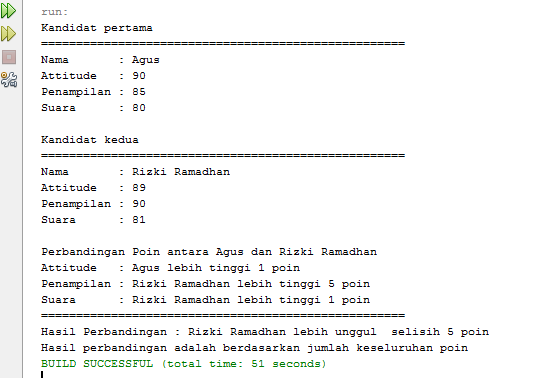 run:
Kandidat pertama
====================================================
Nama       : Agus
Attitude   : 90
Penampilan : 85
Suara      : 80
Kandidat kedua
====================================================
Nama       : Rizki Ramadhan
Attitude   : 89
Penampilan : 90
Suara      : 81
Perbandingan Poin antara Agus dan Rizki Ramadhan
Attitude   : Agus lebih tinggi 1 poin
Penampilan : Rizki Ramadhan lebih tinggi 5 poin
Suara      : Rizki Ramadhan lebih tinggi 1 poin
====================================================
Hasil Perbandingan : Rizki Ramadhan lebih unggul  selisih 5 poin
Hasil perbandingan adalah berdasarkan jumlah keseluruhan poin
BUILD SUCCESSFUL (total time: 51 seconds)